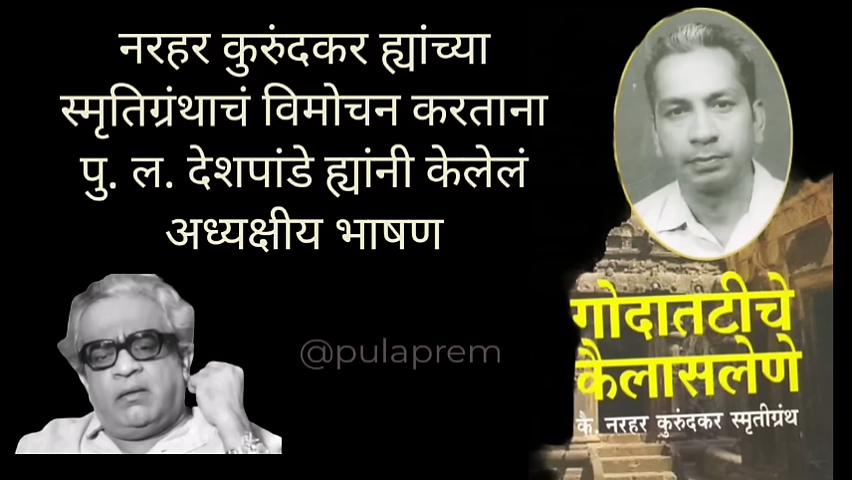 नरहर कुरुंदकर ह्यांच्या
स्मृतिग्रंथाचं विमोचन करताना
पु. ल. देशपांडे ह्यांनी केलेलं
अध्यक्षीय भाषण
@pulaprem
गोदातटीचे
कैलासलेणे
कै. नरहर कुरुंदकर स्मृतीग्रंथ